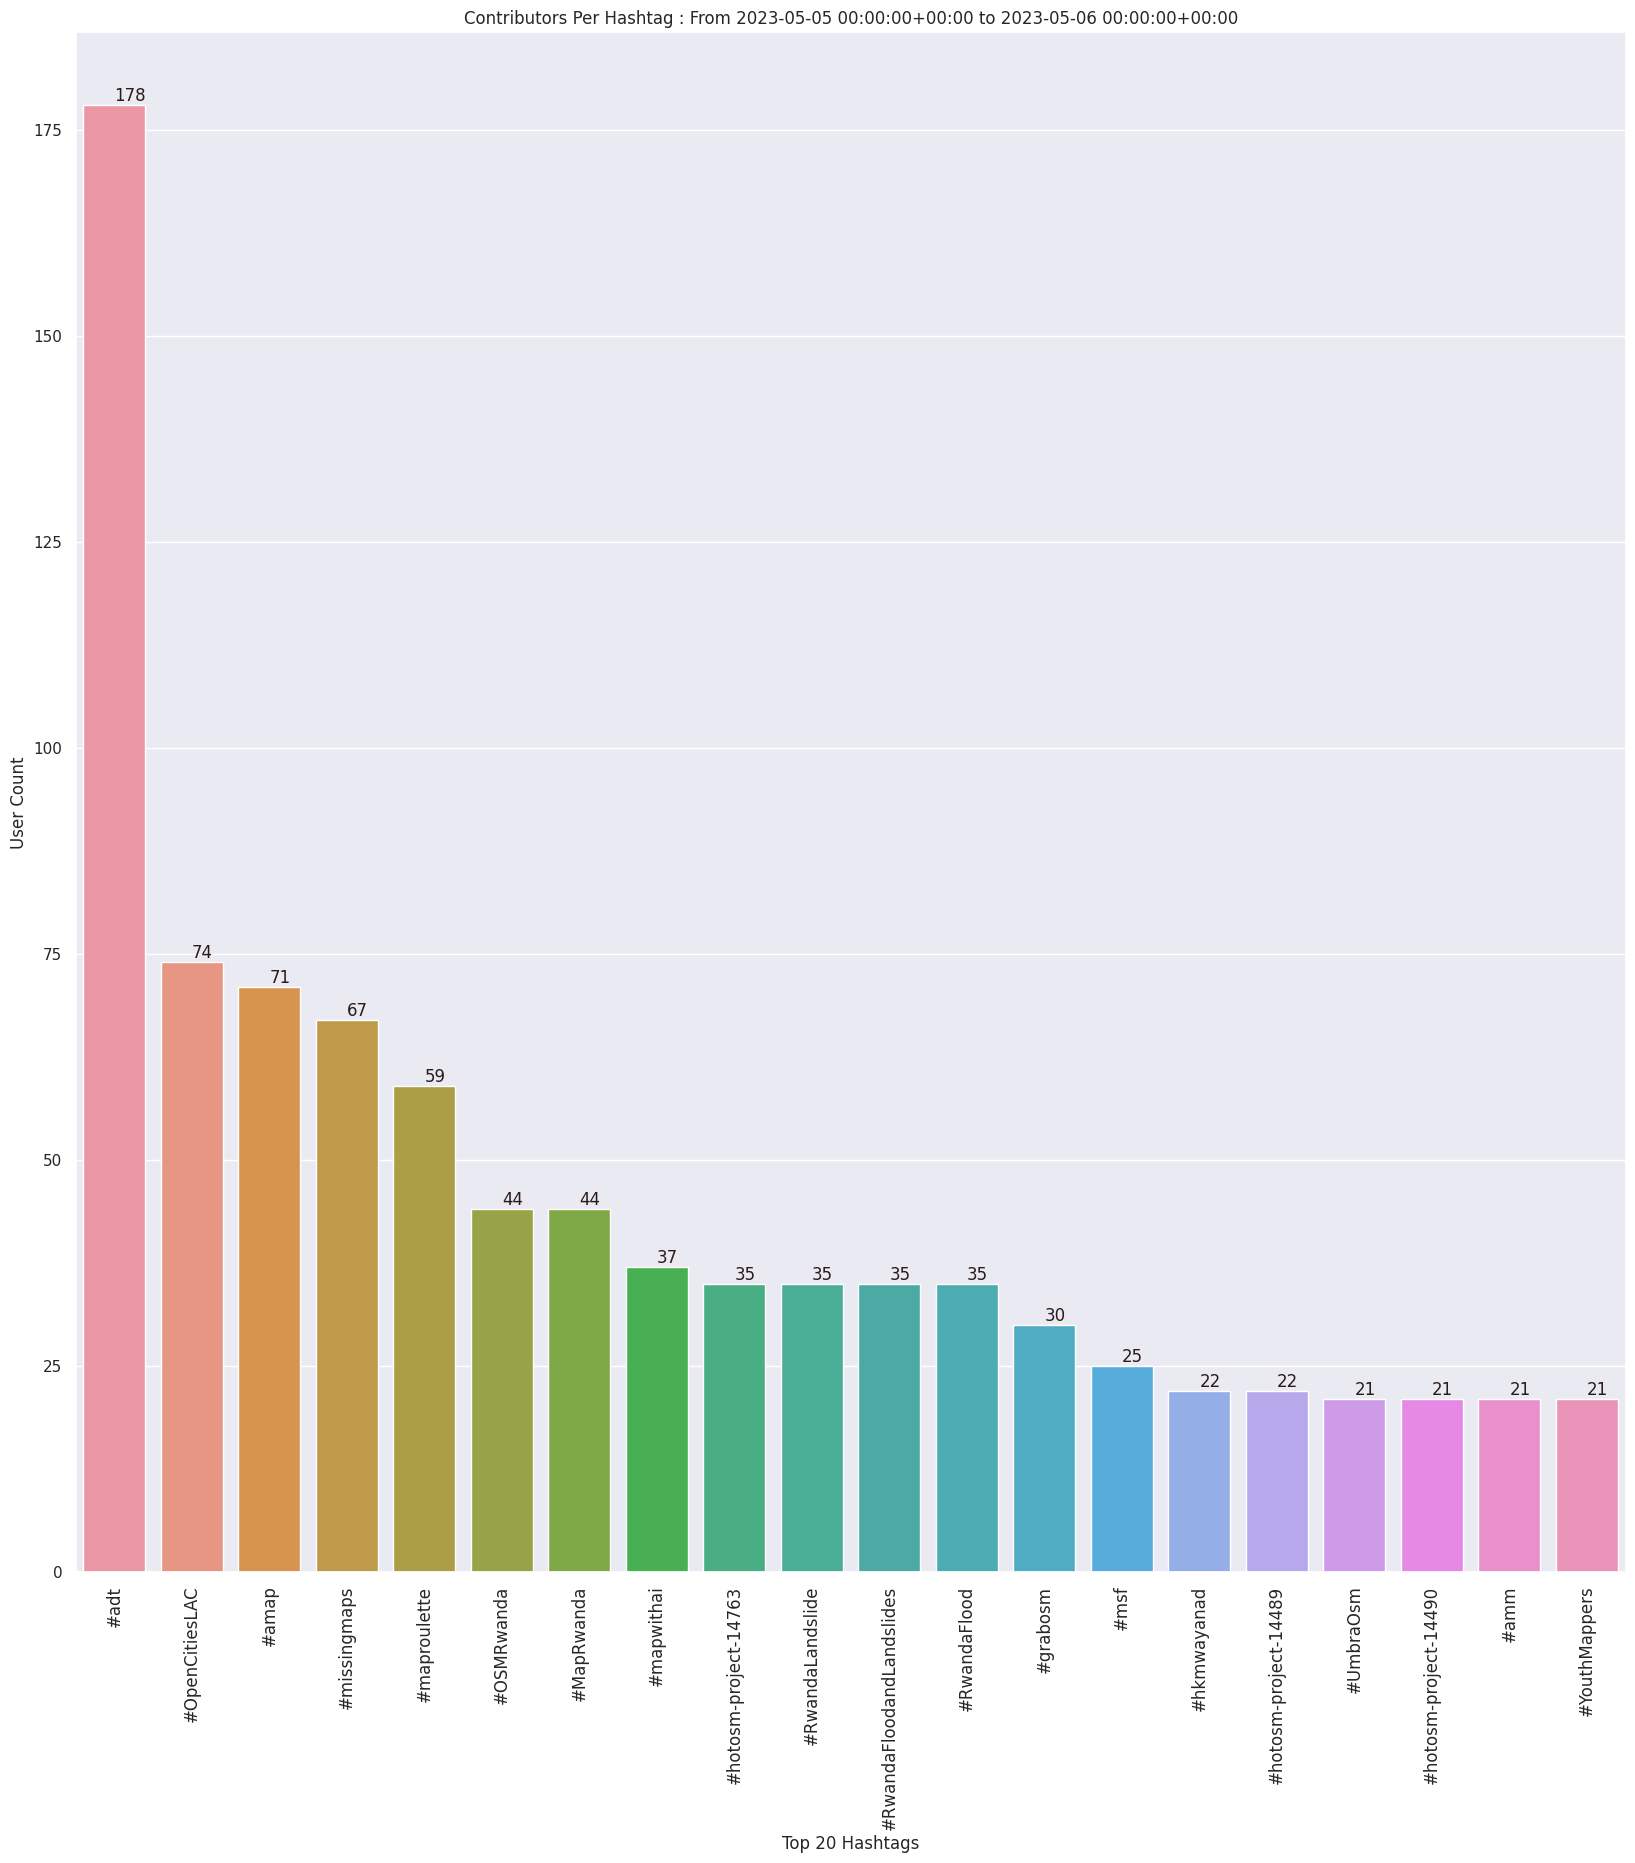 Contributors Per Hashtag : From 2023-05-05 00:00:00+00:00 to 2023-05-06 00:00:00+00:00
User Count
175
150
125
100
75
50
25
0
178
74
71
67
59
44
44
37
35
35
35
35
30
25
22
22
21
21
21
21
#adt
#OpenCitiesLAC
#amap
#missingmaps
#maproulette
#OSMRwanda
#MapRwanda
#mapwithai
#hotosm-project-14763
#RwandaLandslide
#RwandaFloodandLandslides
#RwandaFlood
#grabosm
#msf
#hkmwayanad
#hotosm-project-14489
#UmbraOsm
#hotosm-project-14490
#amm
#YouthMappers
Top 20 Hashtags